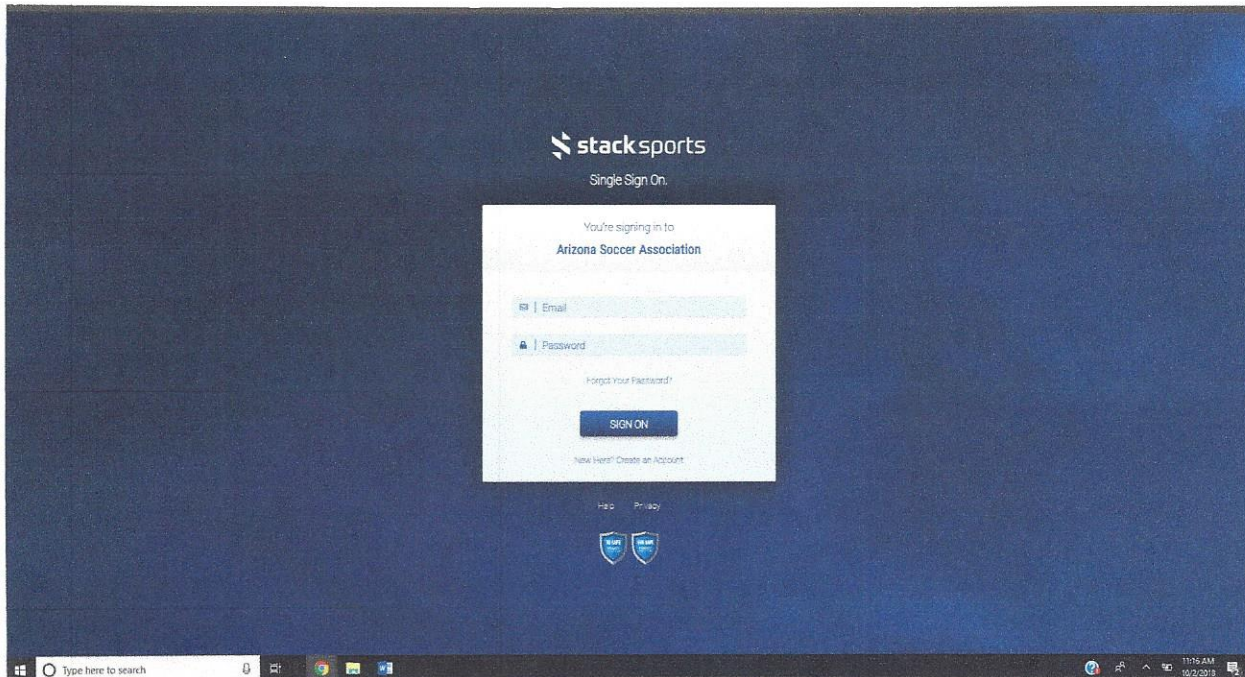 stacksports
Single Sign On.
You're signing in to
Arizona Soccer Association
Email
Password
Forgot Your Password?
SIGN ON
New Here? Create an Account
Help Privacy
Type here to search
11:16 AM
10/2/2018